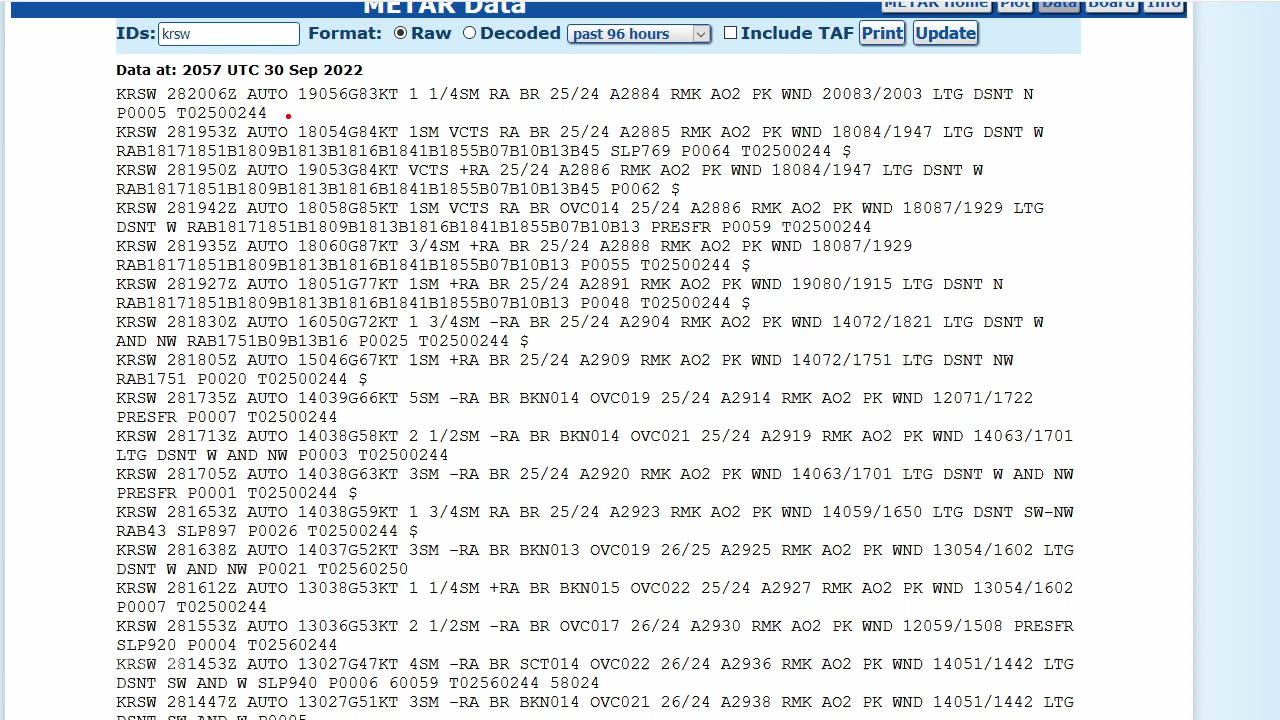 METAR Data
METAR Home Plot Data Board Info
IDs: krsw Format: Raw Decoded past 96 hours Include TAF Print Update
Data at: 2057 UTC 30 Sep 2022
KRSW 282006Z AUTO 19056G83KT 1 1/4SM RA BR 25/24 A2884 RMK AO2 PK WND 20083/2003 LTG DSNT N
P0005 T02500244
KRSW 281953Z AUTO 18054G84KT 1SM VCTS RA BR 25/24 A2885 RMK AO2 PK WND 18084/1947 LTG DSNT W
RAB18171851B1809B1813B1816B1841B1855B07B10B13B45 SLP769 P0064 T02500244 $
KRSW 281950Z AUTO 19053G84KT VCTS +RA 25/24 A2886 RMK AO2 PK WND 18084/1947 LTG DSNT W
RAB18171851B1809B1813B1816B1841B1855B07B10B13B45 P0062 $
KRSW 281942Z AUTO 18058G85KT 1SM VCTS RA BR OVC014 25/24 A2886 RMK AO2 PK WND 18087/1929 LTG
DSNT W RAB18171851B1809B1813B1816B1841B1855B07B10B13 PRESFR P0059 T02500244
KRSW 281935Z AUTO 18060G87KT 3/4SM +RA BR 25/24 A2888 RMK AO2 PK WND 18087/1929
RAB18171851B1809B1813B1816B1841B1855B07B10B13 P0055 T02500244 $
KRSW 281927Z AUTO 18051G77KT 1SM +RA BR 25/24 A2891 RMK AO2 PK WND 19080/1915 LTG DSNT N
RAB18171851B1809B1813B1816B1841B1855B07B10B13 P0048 T02500244 $
KRSW 281830Z AUTO 16050G72KT 1 3/4SM -RA BR 25/24 A2904 RMK AO2 PK WND 14072/1821 LTG DSNT W
AND NW RAB1751B09B13B16 P0025 T02500244 $
KRSW 281805Z AUTO 15046G67KT 1SM +RA BR 25/24 A2909 RMK AO2 PK WND 14072/1751 LTG DSNT NW
RAB1751 P0020 T02500244 $
KRSW 281735Z AUTO 14039G66KT 5SM -RA BR BKN014 OVC019 25/24 A2914 RMK AO2 PK WND 12071/1722
PRESFR P0007 T02500244
KRSW 281713Z AUTO 14038G58KT 2 1/2SM -RA BR BKN014 OVC021 25/24 A2919 RMK AO2 PK WND 14063/1701
LTG DSNT W AND NW P0003 T02500244
KRSW 281705Z AUTO 14038G63KT 3SM -RA BR 25/24 A2920 RMK AO2 PK WND 14063/1701 LTG DSNT W AND NW
PRESFR P0001 T02500244 $
KRSW 281653Z AUTO 14038G59KT 1 3/4SM RA BR 25/24 A2923 RMK AO2 PK WND 14059/1650 LTG DSNT SW-NW
RAB43 SLP897 P0026 T02500244 $
KRSW 281638Z AUTO 14037G52KT 3SM -RA BR BKN013 OVC019 26/25 A2925 RMK AO2 PK WND 13054/1602 LTG
DSNT W AND NW P0021 T02560250
KRSW 281612Z AUTO 13038G53KT 1 1/4SM +RA BR BKN015 OVC022 25/24 A2927 RMK AO2 PK WND 13054/1602
P0007 T02500244
KRSW 281553Z AUTO 13036G53KT 2 1/2SM -RA BR OVC017 26/24 A2930 RMK AO2 PK WND 12059/1508 PRESFR
SLP920 P0004 T02560244
KRSW 281453Z AUTO 13027G47KT 4SM -RA BR SCT014 OVC022 26/24 A2936 RMK AO2 PK WND 14051/1442 LTG
DSNT SW AND W SLP940 P0006 60059 T02560244 58024
KRSW 281447Z AUTO 13027G51KT 3SM -RA BR BKN014 OVC021 26/24 A2938 RMK AO2 PK WND 14051/1442 LTG
DSNT SW AND W P0005